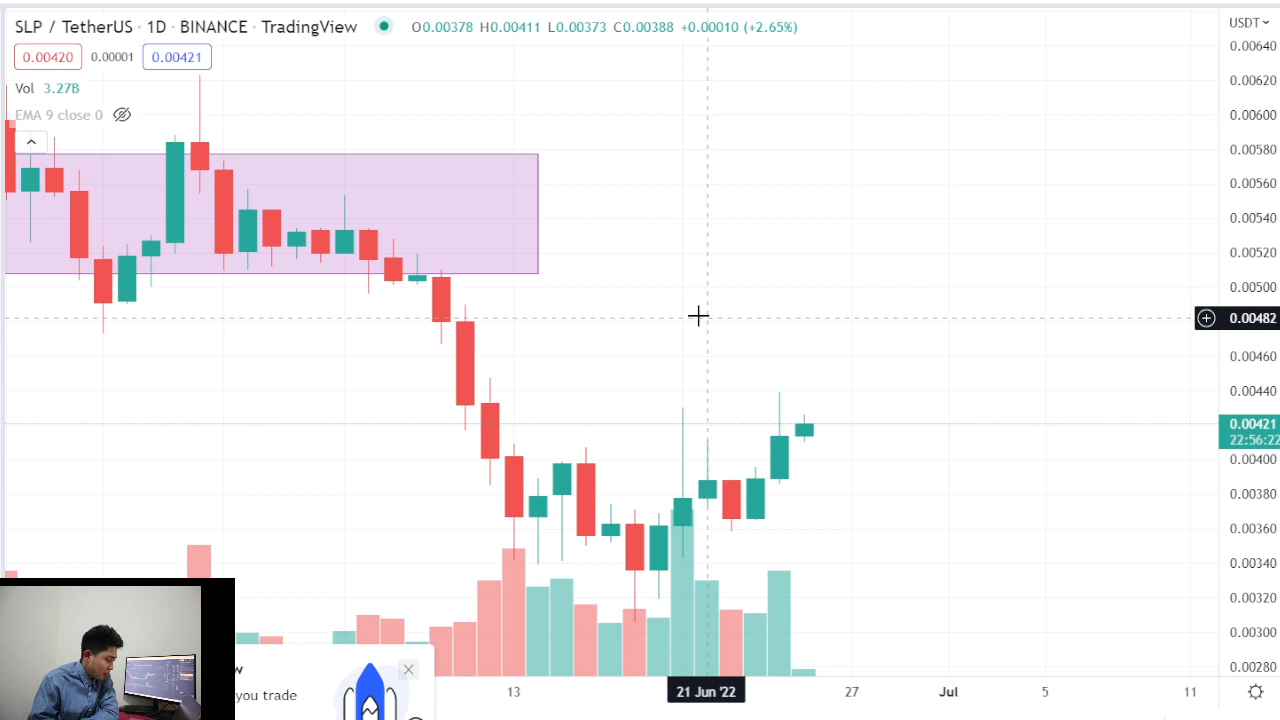 SLP / TetherUS · 1D · BINANCE · TradingView O0.00378 H0.00411 L0.00373 C0.00388 +0.00010 (+2.65%)
0.00420 0.00001 0.00421
Vol 3.27B
EMA 9 close 0
USDT
0.00640
0.00620
0.00600
0.00580
0.00560
0.00540
0.00520
0.00500
0.00482
0.00460
0.00440
0.00421
22:56:22
0.00400
0.00380
0.00360
0.00340
0.00320
0.00300
0.00280
w
you trade
13 21 Jun '22 27 Jul 5 11